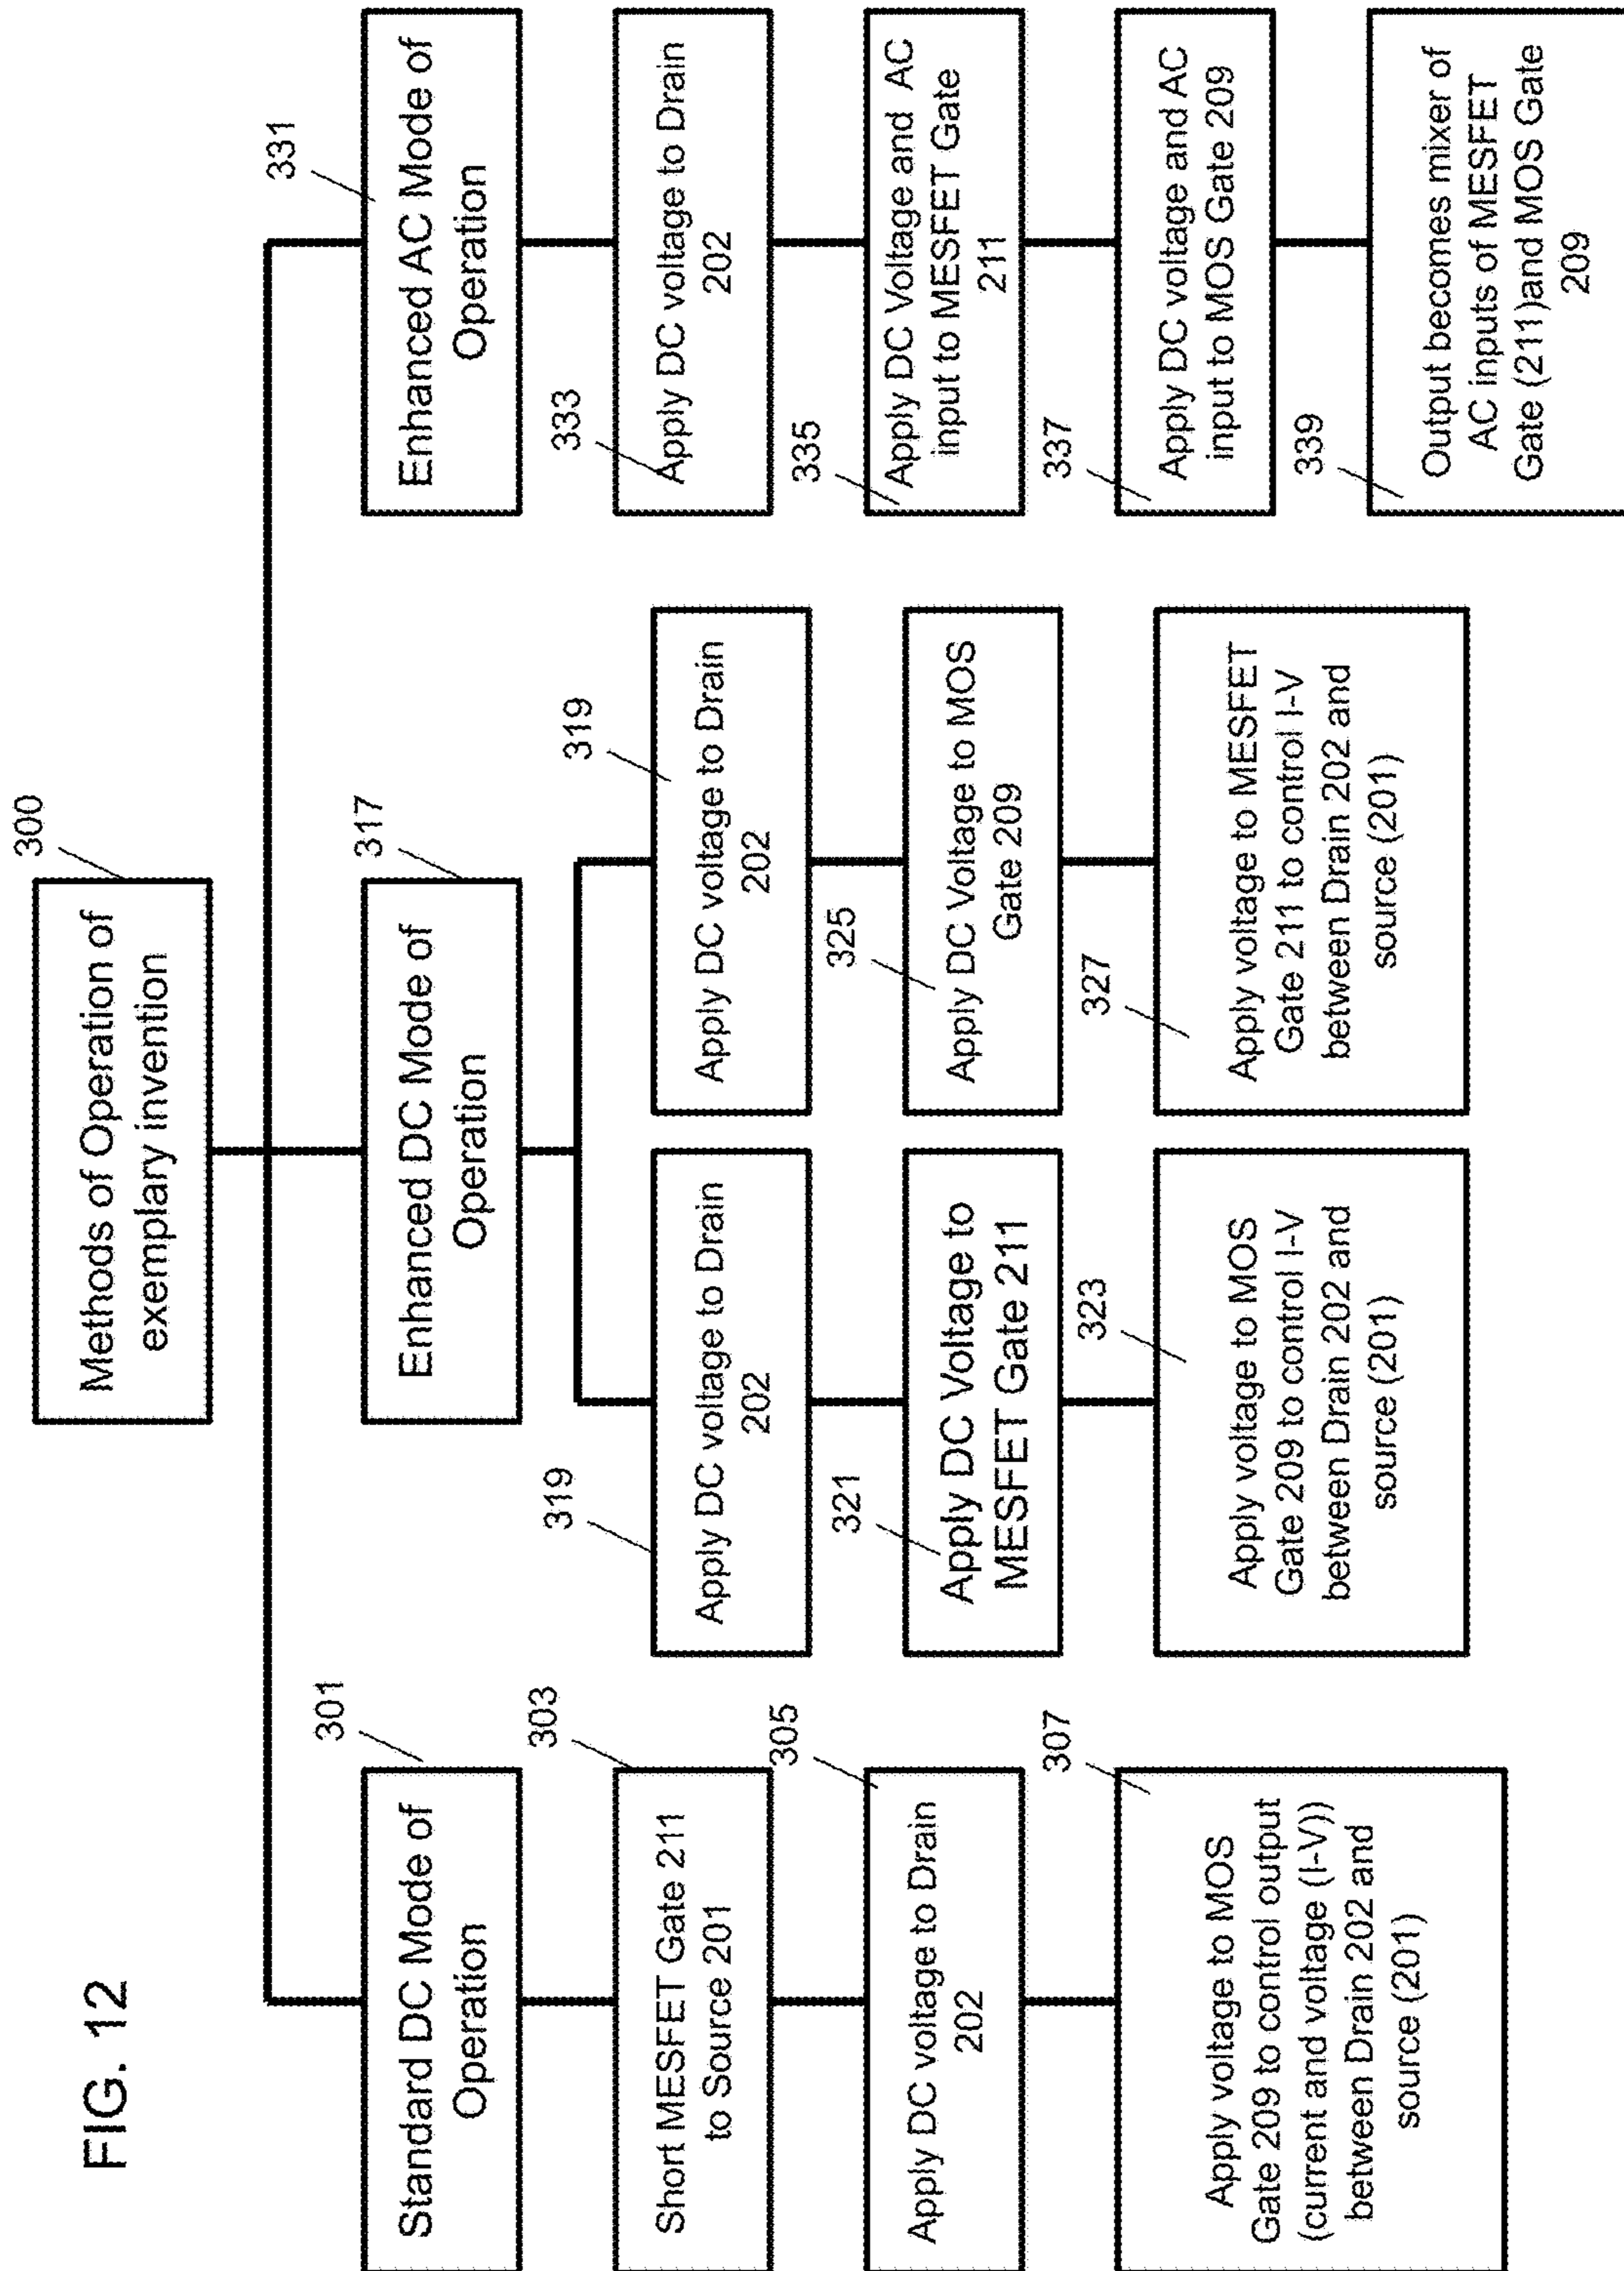 FIG. 12
300
Methods of Operation of
exemplary invention
301
Standard DC Mode of
Operation
303
Short MESFET Gate 211
to Source 201
305
Apply DC voltage to Drain
202
307
Apply voltage to MOS
Gate 209 to control output
(current and voltage (I-V))
between Drain 202 and
source (201)
317
Enhanced DC Mode of
Operation
319
Apply DC voltage to Drain
202
321
Apply DC Voltage to
MESFET Gate 211
323
Apply voltage to MOS
Gate 209 to control I-V
between Drain 202 and
source (201)
319
Apply DC voltage to Drain
202
325
Apply DC Voltage to MOS
Gate 209
327
Apply voltage to MESFET
Gate 211 to control I-V
between Drain 202 and
source (201)
331
Enhanced AC Mode of
Operation
333
Apply DC voltage to Drain
202
335
Apply DC Voltage and AC
input to MESFET Gate
211
337
Apply DC voltage and AC
input to MOS Gate 209
339
Output becomes mixer of
AC inputs of MESFET
Gate (211)and MOS Gate
209